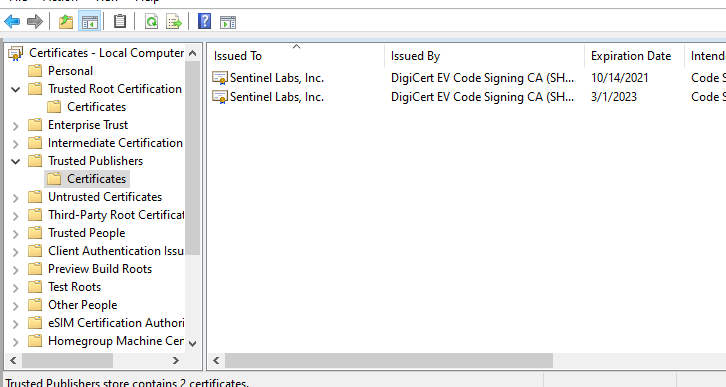 Certificates - Local Computer
Personal
Trusted Root Certification
Certificates
Enterprise Trust
Intermediate Certification
Trusted Publishers
Certificates
Untrusted Certificates
Third-Party Root Certificat
Trusted People
Client Authentication Issu
Preview Build Roots
Test Roots
Other People
eSIM Certification Authori
Homegroup Machine Cer
Issued To Issued By Expiration Date Intend
Sentinel Labs, Inc. DigiCert EV Code Signing CA (SH... 10/14/2021 Code S
Sentinel Labs, Inc. DigiCert EV Code Signing CA (SH... 3/1/2023 Code S
Trusted Publishers store contains 2 certificates.